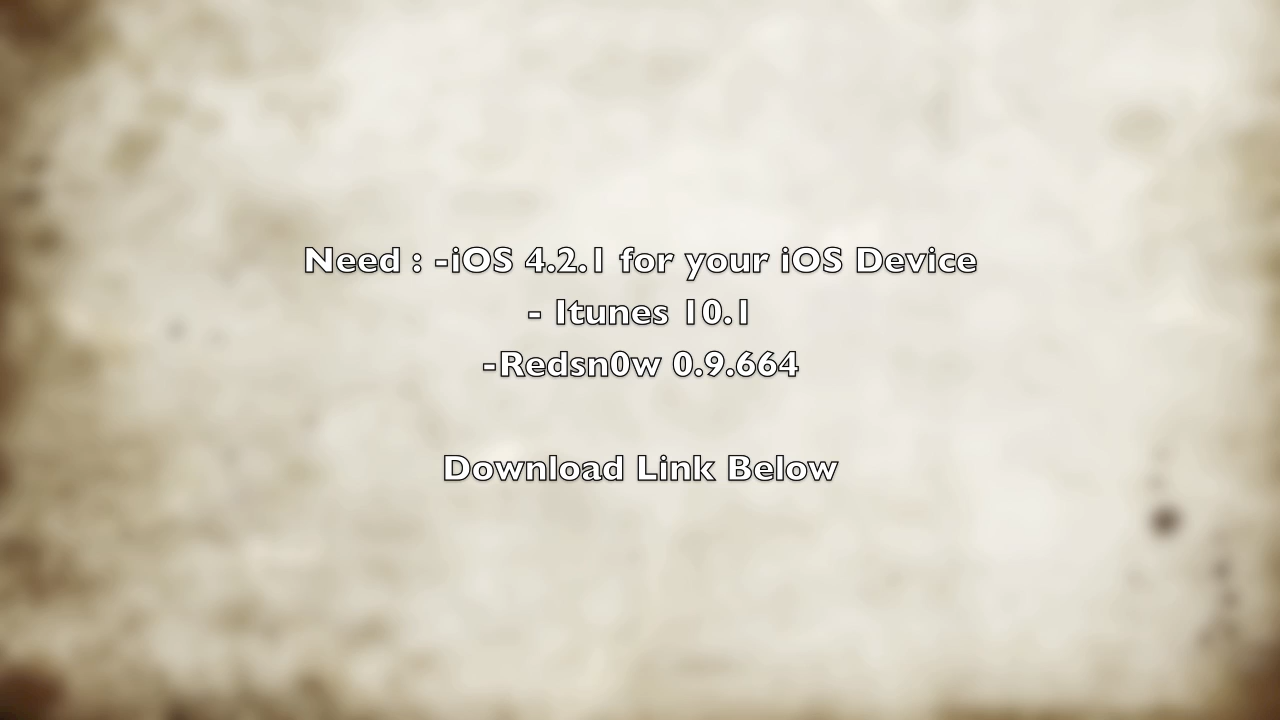 Need : -iOS 4.2.1 for your iOS Device
- Itunes 10.1
-Redsn0w 0.9.664
Download Link Below